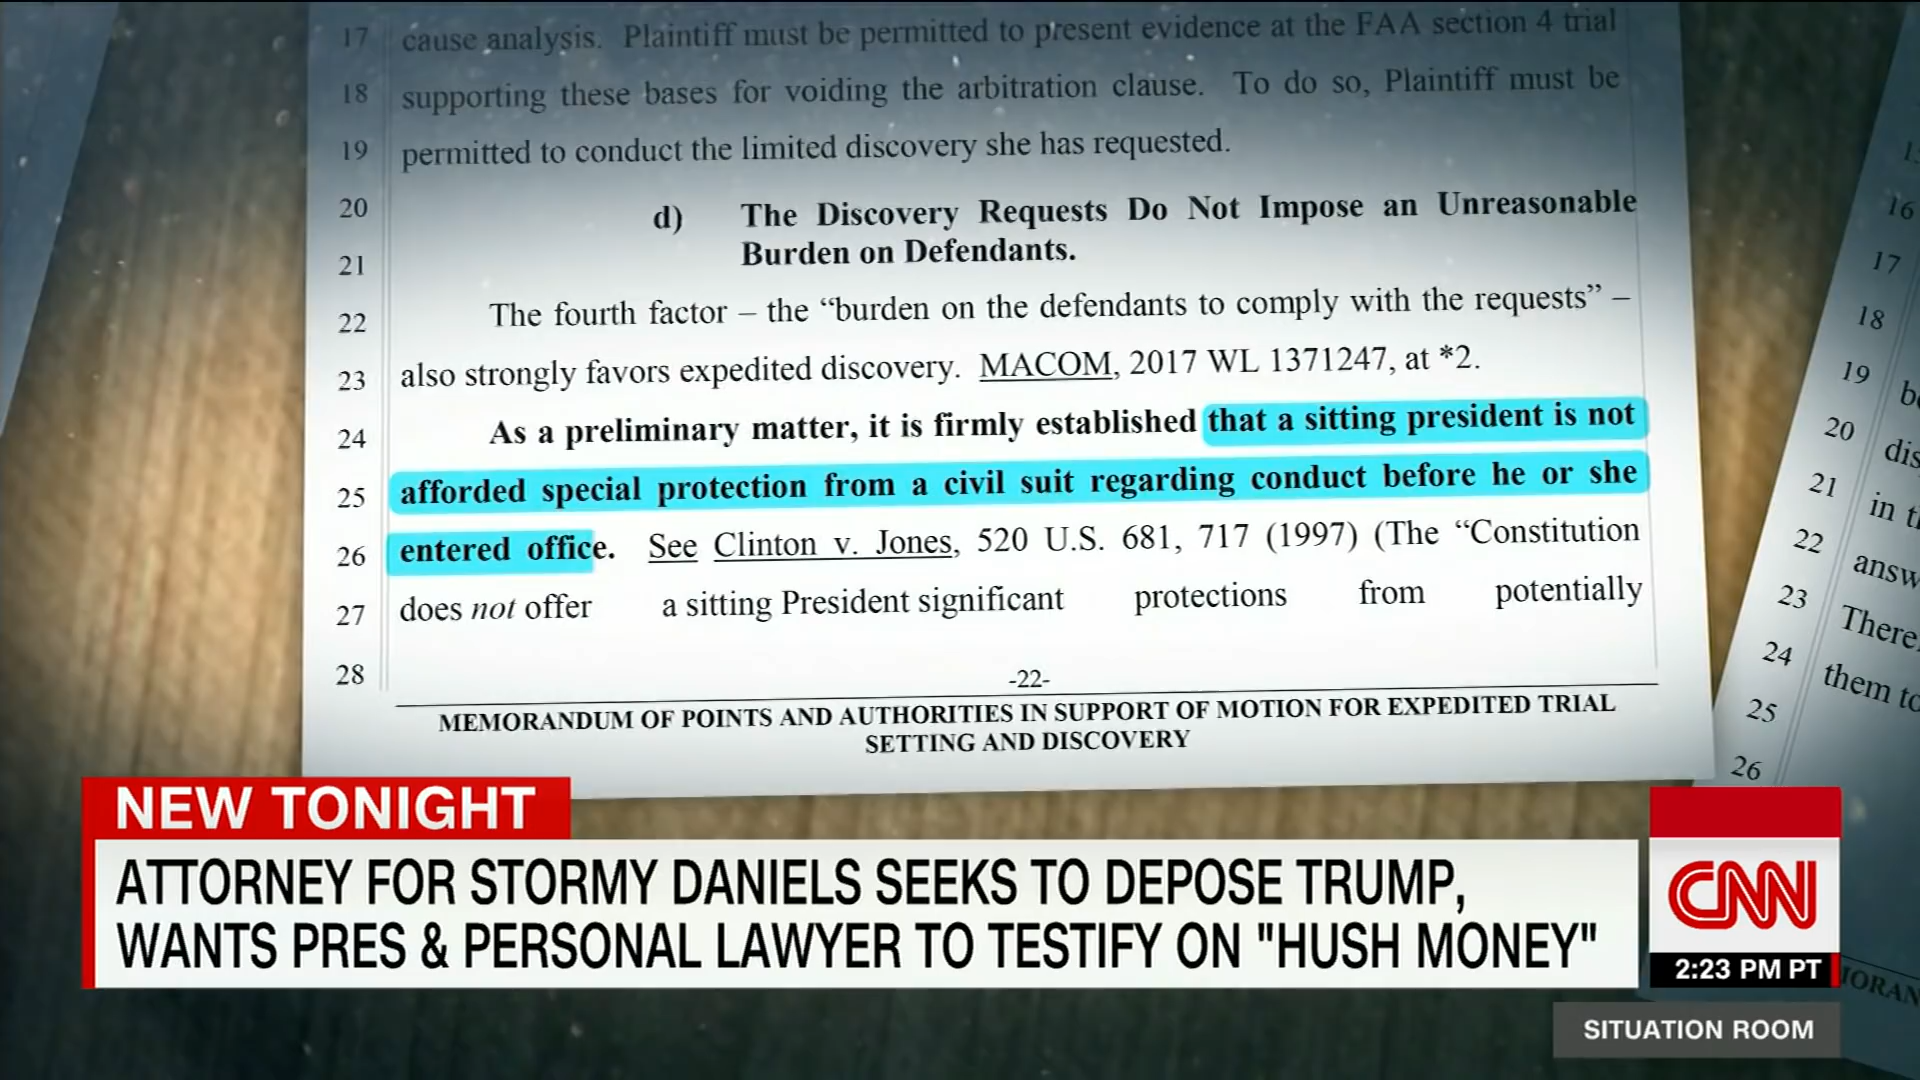 17 cause analysis. Plaintiff must be permitted to present evidence at the FAA section 4 trial
18 supporting these bases for voiding the arbitration clause. To do so, Plaintiff must be
19 permitted to conduct the limited discovery she has requested.
20 d) The Discovery Requests Do Not Impose an Unreasonable
21 Burden on Defendants.
22 The fourth factor – the “burden on the defendants to comply with the requests” –
23 also strongly favors expedited discovery. MACOM, 2017 WL 1371247, at *2.
24 As a preliminary matter, it is firmly established that a sitting president is not
25 afforded special protection from a civil suit regarding conduct before he or she
26 entered office. See Clinton v. Jones, 520 U.S. 681, 717 (1997) (The “Constitution
27 does not offer a sitting President significant protections from potentially
28
-22-
MEMORANDUM OF POINTS AND AUTHORITIES IN SUPPORT OF MOTION FOR EXPEDITED TRIAL
SETTING AND DISCOVERY
16
17
18
19
20
21 in
22 answ
23 There
24 them to
25
26
NEW TONIGHT
ATTORNEY FOR STORMY DANIELS SEEKS TO DEPOSE TRUMP,
WANTS PRES & PERSONAL LAWYER TO TESTIFY ON "HUSH MONEY"
CNN
2:23 PM PT
SITUATION ROOM